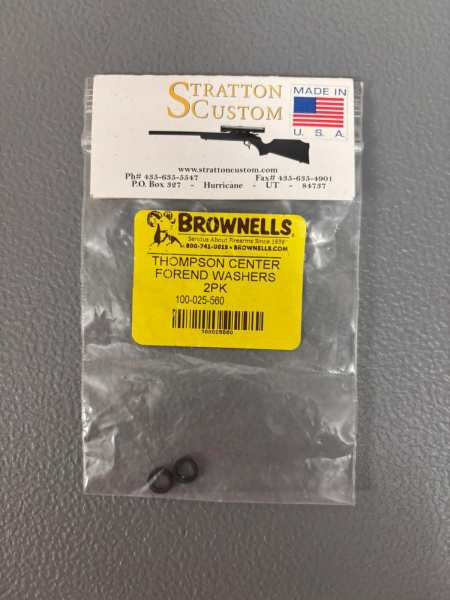 STRATTON
CUSTOM
MADE IN
U. S. A.
www.strattoncustom.com
Ph# 435-635-5547 Fax# 435-635-4901
P.O. Box 327 - Hurricane - UT - 84737
BROWNELLS
Serious About Firearms Since 1939
800-741-0015 • BROWNELLS.COM
THOMPSON CENTER
FOREND WASHERS
2PK
100-025-560
100025560